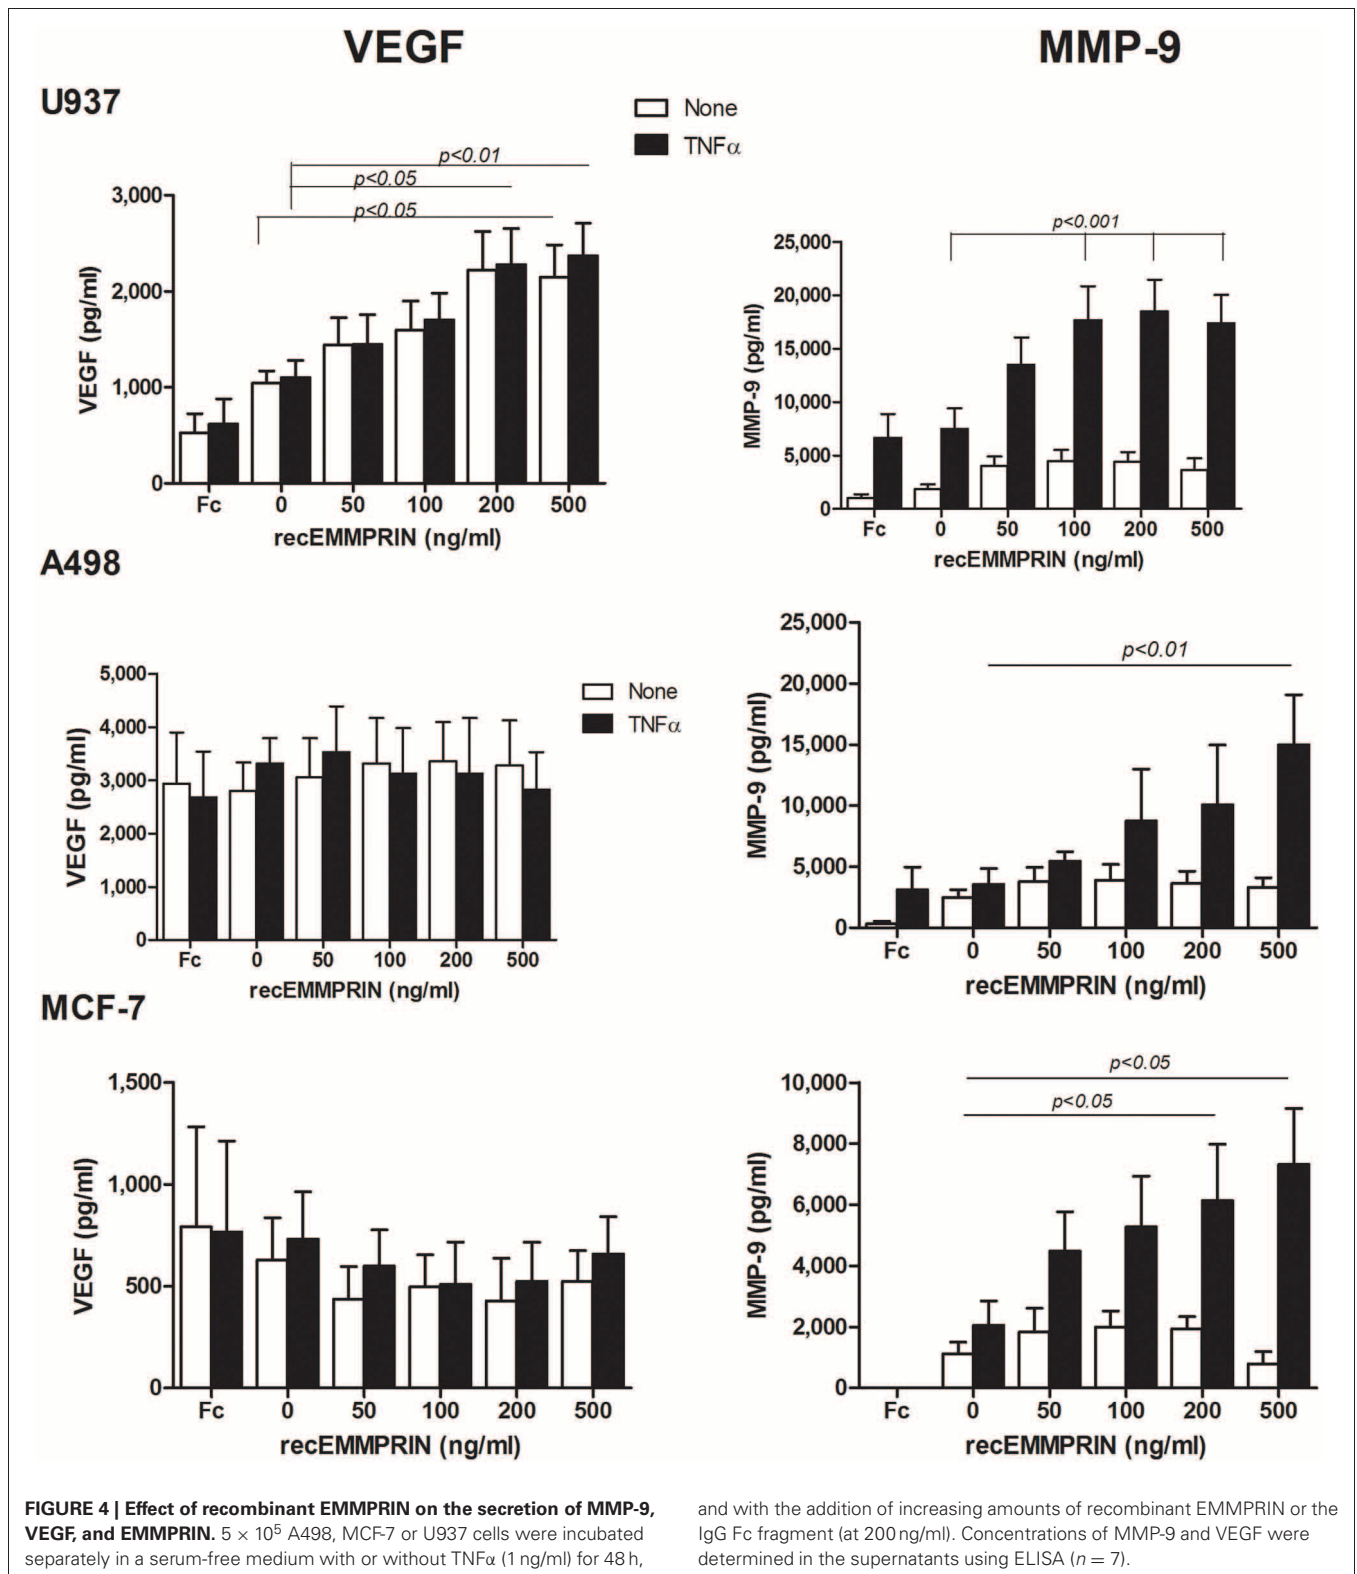 VEGF
MMP-9
U937
None
TNFα
p<0.01
p<0.05
p<0.05
3,000
2,000
1,000
0
VEGF (pg/ml)
Fc 0 50 100 200 500
recEMMPRIN (ng/ml)
p<0.001
25,000
20,000
15,000
10,000
5,000
0
MMP-9 (pg/ml)
Fc 0 50 100 200 500
recEMMPRIN (ng/ml)
A498
None
TNFα
5,000
4,000
3,000
2,000
1,000
0
VEGF (pg/ml)
Fc 0 50 100 200 500
recEMMPRIN (ng/ml)
p<0.01
25,000
20,000
15,000
10,000
5,000
0
MMP-9 (pg/ml)
Fc 0 50 100 200 500
recEMMPRIN (ng/ml)
MCF-7
1,500
1,000
500
0
VEGF (pg/ml)
Fc 0 50 100 200 500
recEMMPRIN (ng/ml)
p<0.05
p<0.05
10,000
8,000
6,000
4,000
2,000
0
MMP-9 (pg/ml)
Fc 0 50 100 200 500
recEMMPRIN (ng/ml)
FIGURE 4 | Effect of recombinant EMMPRIN on the secretion of MMP-9,
VEGF, and EMMPRIN. 5 × 10⁵ A498, MCF-7 or U937 cells were incubated
separately in a serum-free medium with or without TNFα (1 ng/ml) for 48 h,
and with the addition of increasing amounts of recombinant EMMPRIN or the
IgG Fc fragment (at 200 ng/ml). Concentrations of MMP-9 and VEGF were
determined in the supernatants using ELISA (n = 7).